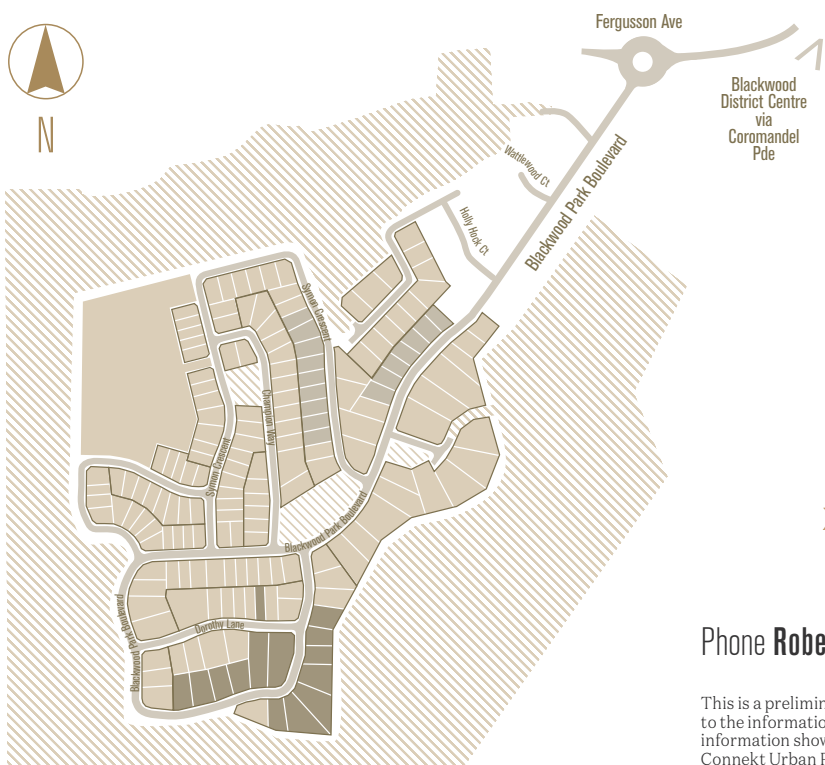 Fergusson Ave
N
Blackwood
District Centre
via
Coromandel
Pde
Wattlewood Ct
Blackwood Park Boulevard
Holly Hock Ct
Symon Crescent
Champion Way
Symon Crescent
Blackwood Park Boulevard
Blackwood Park Boulevard
Dorothy Lane
Phone Robe
This is a prelimin
to the informatio
information show
Connekt Urban P